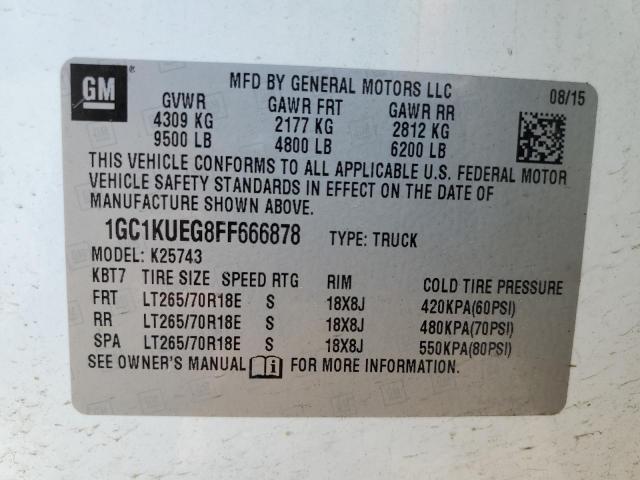 GM ®
MFD BY GENERAL MOTORS LLC
08/15
GVWR GAWR FRT GAWR RR
4309 KG 2177 KG 2812 KG
9500 LB 4800 LB 6200 LB
THIS VEHICLE CONFORMS TO ALL APPLICABLE U.S. FEDERAL MOTOR
VEHICLE SAFETY STANDARDS IN EFFECT ON THE DATE OF
MANUFACTURE SHOWN ABOVE.
1GC1KUEG8FF666878 TYPE: TRUCK
MODEL: K25743
KBT7 TIRE SIZE SPEED RTG RIM COLD TIRE PRESSURE
FRT LT265/70R18E S 18X8J 420KPA(60PSI)
RR LT265/70R18E S 18X8J 480KPA(70PSI)
SPA LT265/70R18E S 18X8J 550KPA(80PSI)
SEE OWNER'S MANUAL FOR MORE INFORMATION.